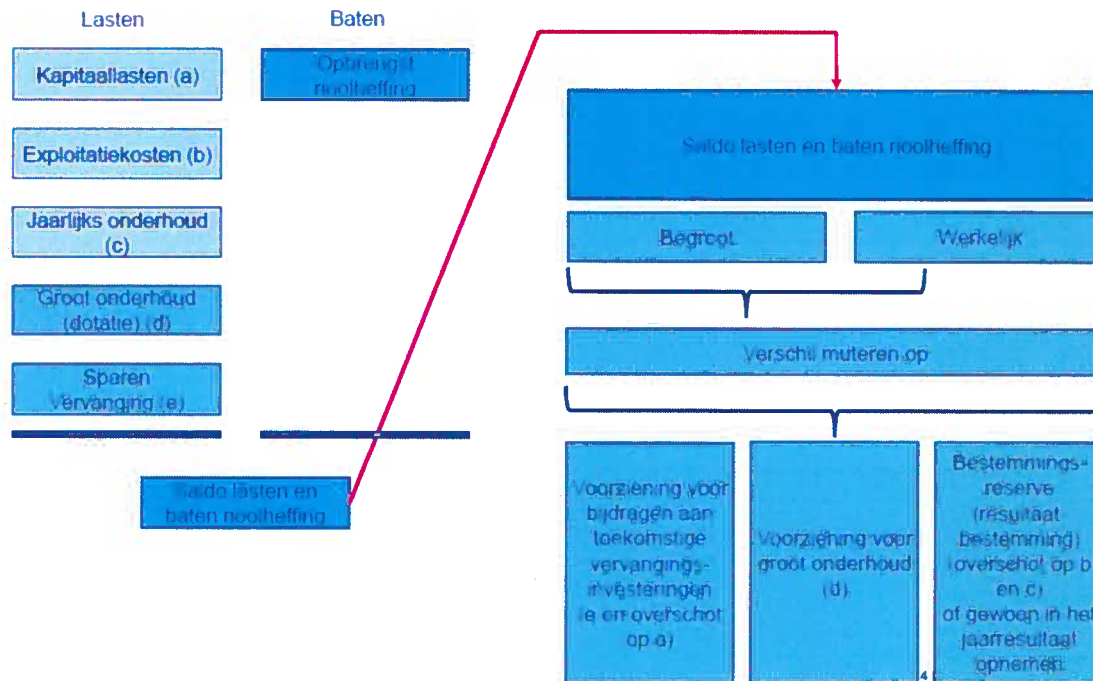 Lasten
Baten
Kapitaallasten (a)
Opbrengst
rioolheffing
Exploitatiekosten (b)
Jaarlijks onderhoud
(c)
Groot onderhoud
(dotatie) (d)
Sparen
Vervanging (e)
Saldo lasten en
baten rioolheffing
Saldo lasten en baten rioolheffing
Begroot
Werkelijk
Verschil muteren op
Voorziening voor
bijdragen aan
toekomstige
vervangings-
investeringen
(e en overschot
op a)
Voorziening voor
groot onderhoud
(d)
Bestemmings-
reserve
(resultaat
bestemming)
(overschot op b
en c)
of gewoon in het
jaarresultaat
opnemen.
4